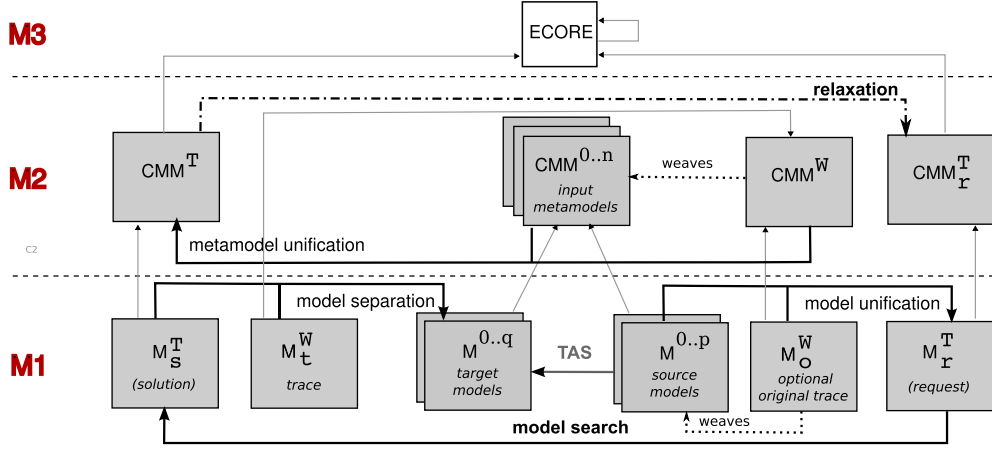 M3
ECORE
relaxation
M2
CMM^T
CMM^0..n
input
metamodels
weaves
CMM^W
CMM^T_r
C2
metamodel unification
model separation
model unification
M1
M^T_s
(solution)
M^W_t
trace
M^0..q
target
models
TAS
M^0..p
source
models
M^W_o
optional
original trace
M^T_r
(request)
model search
weaves